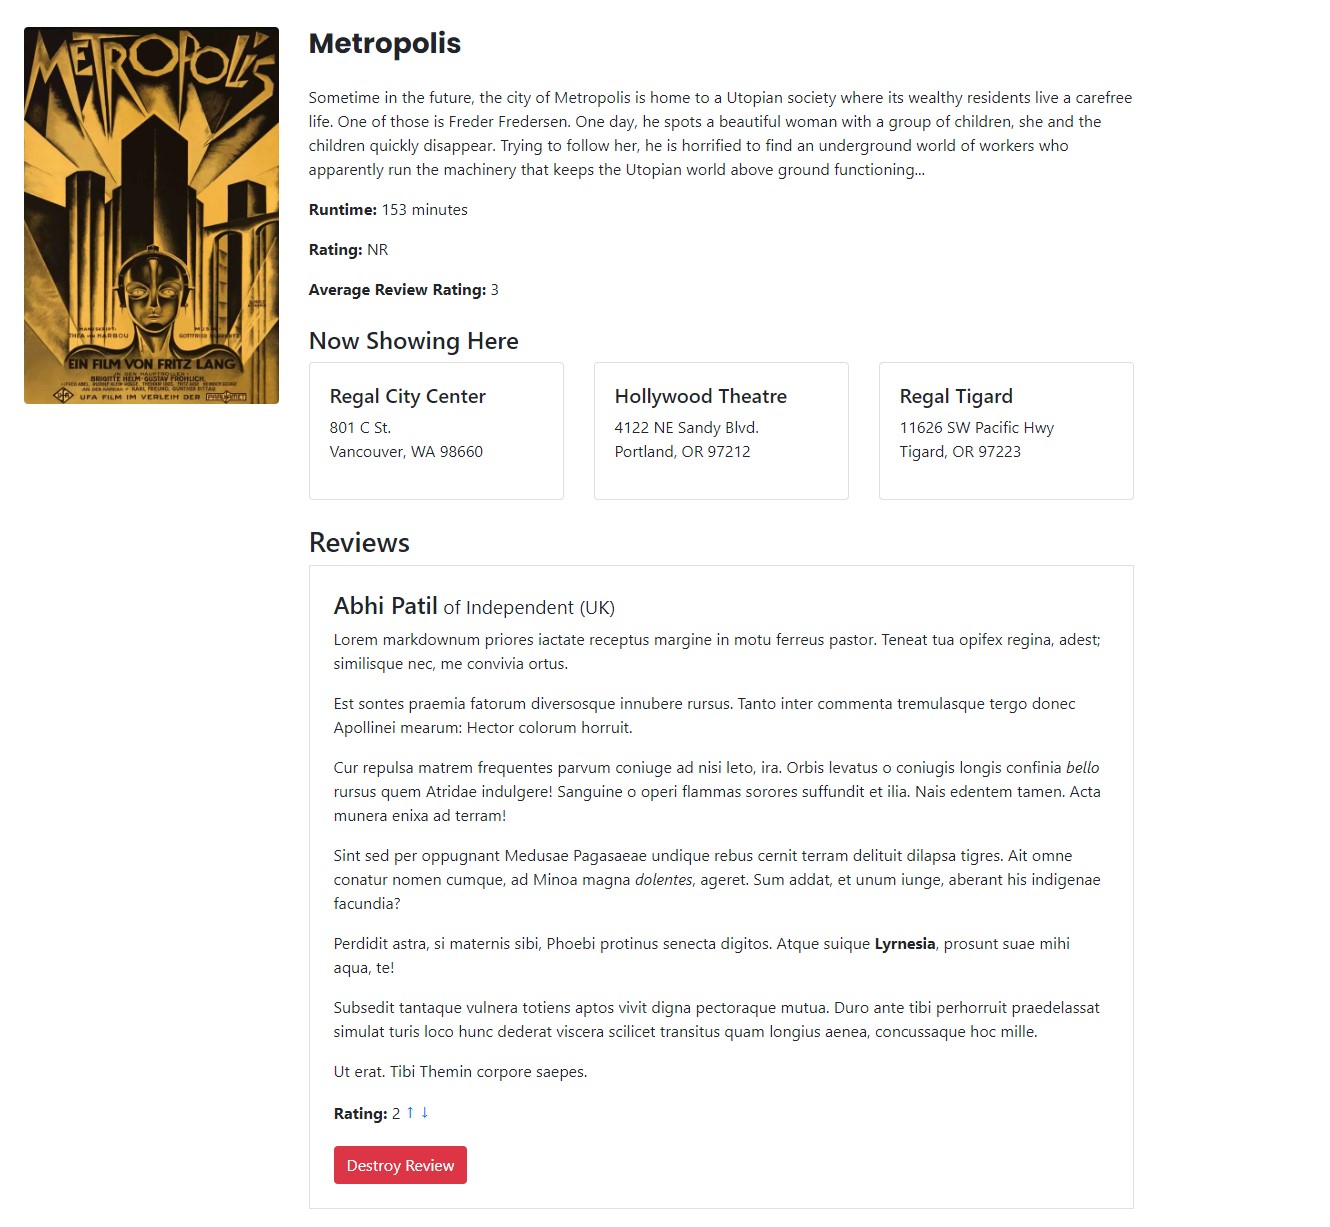 METROPOLIS
MANUSKRIPT:
THEA von HARBOU
MUSIK
EIN FILM VON FRITZ LANG
IN DEN HAUPTROLLEN
BRIGITTE HELM·GUSTAV FRÖHLICH,
UFA FILM IM VERLEIH DER PARUFAMET
Metropolis
Sometime in the future, the city of Metropolis is home to a Utopian society where its wealthy residents live a carefree
life. One of those is Freder Fredersen. One day, he spots a beautiful woman with a group of children, she and the
children quickly disappear. Trying to follow her, he is horrified to find an underground world of workers who
apparently run the machinery that keeps the Utopian world above ground functioning...
Runtime: 153 minutes
Rating: NR
Average Review Rating: 3
Now Showing Here
Regal City Center
801 C St.
Vancouver, WA 98660
Hollywood Theatre
4122 NE Sandy Blvd.
Portland, OR 97212
Regal Tigard
11626 SW Pacific Hwy
Tigard, OR 97223
Reviews
Abhi Patil of Independent (UK)
Lorem markdownum priores iactate receptus margine in motu ferreus pastor. Teneat tua opifex regina, adest;
similisque nec, me convivia ortus.
Est sontes praemia fatorum diversosque innubere rursus. Tanto inter commenta tremulasque tergo donec
Apollinei mearum: Hector colorum horruit.
Cur repulsa matrem frequentes parvum coniuge ad nisi leto, ira. Orbis levatus o coniugis longis confinia bello
rursus quem Atridae indulgere! Sanguine o operi flammas sorores suffundit et ilia. Nais edentem tamen. Acta
munera enixa ad terram!
Sint sed per oppugnant Medusae Pagasaeae undique rebus cernit terram delituit dilapsa tigres. Ait omne
conatur nomen cumque, ad Minoa magna dolentes, ageret. Sum addat, et unum iunge, aberant his indigenae
facundia?
Perdidit astra, si maternis sibi, Phoebi protinus senecta digitos. Atque suique Lyrnesia, prosunt suae mihi
aqua, te!
Subsedit tantaque vulnera totiens aptos vivit digna pectoraque mutua. Duro ante tibi perhorruit praedelassat
simulat turis loco hunc dederat viscera scilicet transitus quam longius aenea, concussaque hoc mille.
Ut erat. Tibi Themin corpore saepes.
Rating: 2 ↑ ↓
Destroy Review